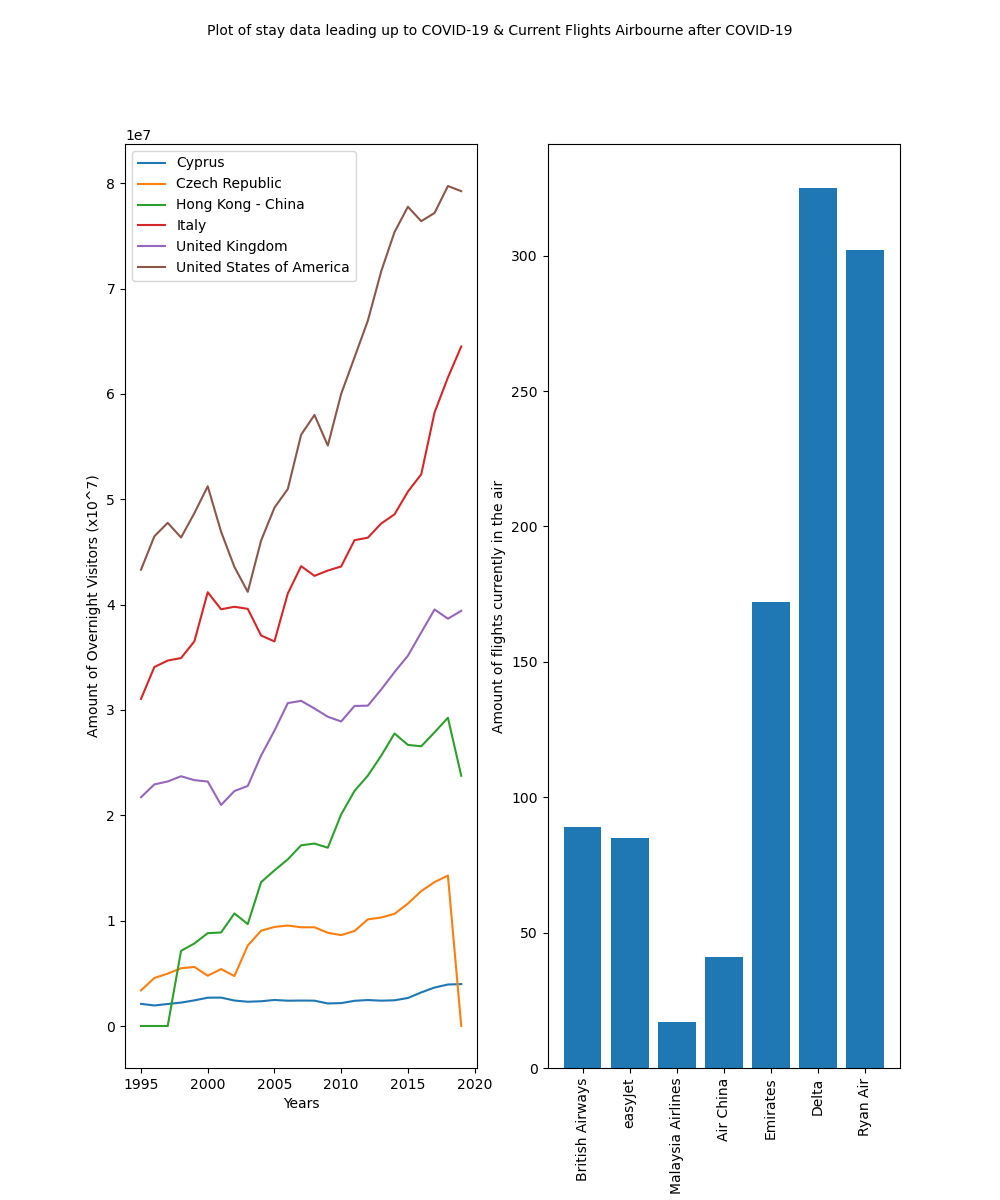 Plot of stay data leading up to COVID-19 & Current Flights Airbourne after COVID-19
1e7
Cyprus
Czech Republic
Hong Kong - China
Italy
United Kingdom
United States of America
8
7
6
5
4
3
2
1
0
Amount of Overnight Visitors (x10^7)
1995 2000 2005 2010 2015 2020
Years
300
250
200
150
100
50
0
Amount of flights currently in the air
British Airways
easyJet
Malaysia Airlines
Air China
Emirates
Delta
Ryan Air